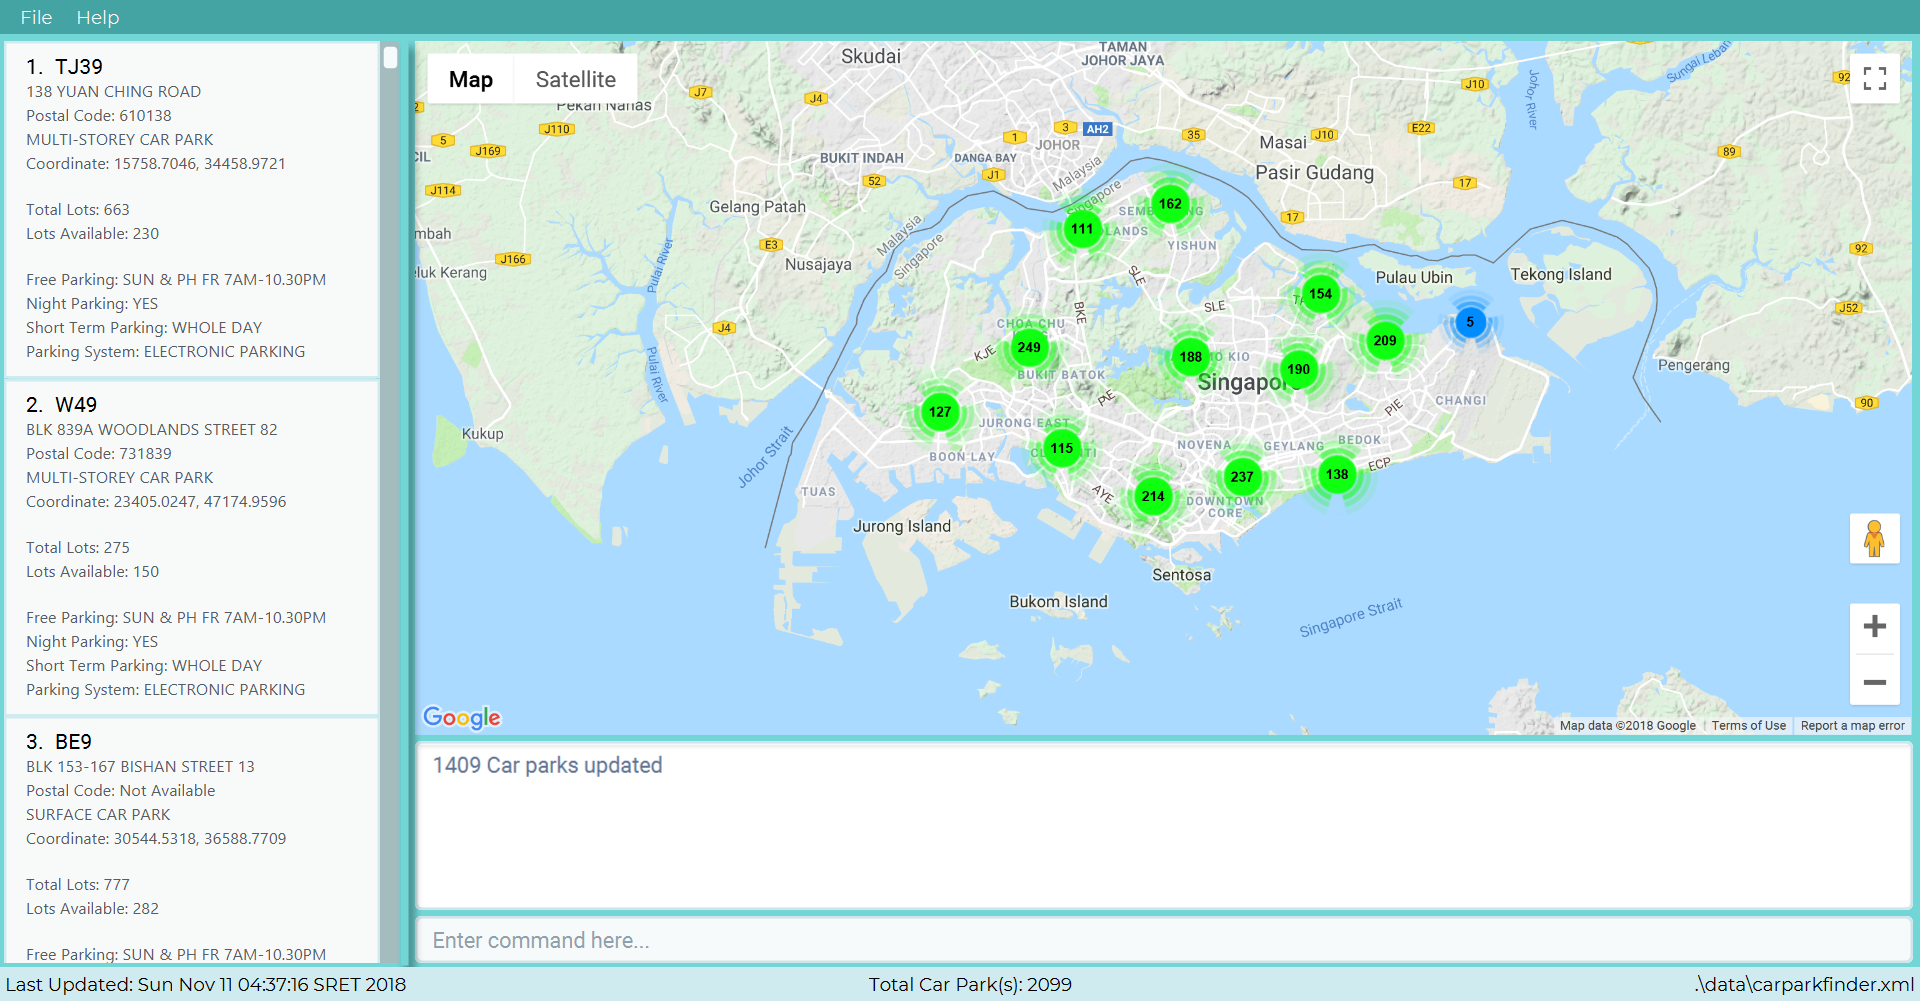 File Help
1. TJ39
138 YUAN CHING ROAD
Postal Code: 610138
MULTI-STOREY CAR PARK
Coordinate: 15758.7046, 34458.9721
Total Lots: 663
Lots Available: 230
Free Parking: SUN & PH FR 7AM-10.30PM
Night Parking: YES
Short Term Parking: WHOLE DAY
Parking System: ELECTRONIC PARKING
2. W49
BLK 839A WOODLANDS STREET 82
Postal Code: 731839
MULTI-STOREY CAR PARK
Coordinate: 23405.0247, 47174.9596
Total Lots: 275
Lots Available: 150
Free Parking: SUN & PH FR 7AM-10.30PM
Night Parking: YES
Short Term Parking: WHOLE DAY
Parking System: ELECTRONIC PARKING
3. BE9
BLK 153-167 BISHAN STREET 13
Postal Code: Not Available
SURFACE CAR PARK
Coordinate: 30544.5318, 36588.7709
Total Lots: 777
Lots Available: 282
Free Parking: SUN & PH FR 7AM-10.30PM
Map Satellite
Skudai
TAMAN
JOHOR JAYA
Sungai Lebam
92
J7
J4
J10
Johor River
Pekan Nanas
2
J110
5
1
3
AH2
35
J10
E22
CIL
J169
JOHOR
Masai
89
BUKIT INDAH
DANGA BAY
Malaysia
Singapore
Pasir Gudang
J114
52
J1
17
Gelang Patah
162
SEMB NG
17
mbah
111
LANDS
YISHUN
Malaysia
Singapore
E3
92
J166
Nusajaya
Pulai River
eluk Kerang
SLE
Pulau Ubin
Tekong Island
154
T
BKE
SLE
J52
J4
CHOA CHU
5
249
KJE
188
MO KIO
209
190
Pulai River
BUKIT BATOK
Singapo
Pengerang
PIE
CHANGI
90
127
PIE
JURONG EAST
Kukup
115
NOVENA
GEYLANG
BEDOK
BOON LAY
ECP
Johor Strait
237
138
TUAS
AYE
214
DOWNTOWN
CORE
Jurong Island
Sentosa
Bukom Island
Singapore Strait
Google
Map data ©2018 Google Terms of Use Report a map error
1409 Car parks updated
Enter command here...
Last Updated: Sun Nov 11 04:37:16 SRET 2018 Total Car Park(s): 2099 .\data\carparkfinder.xml